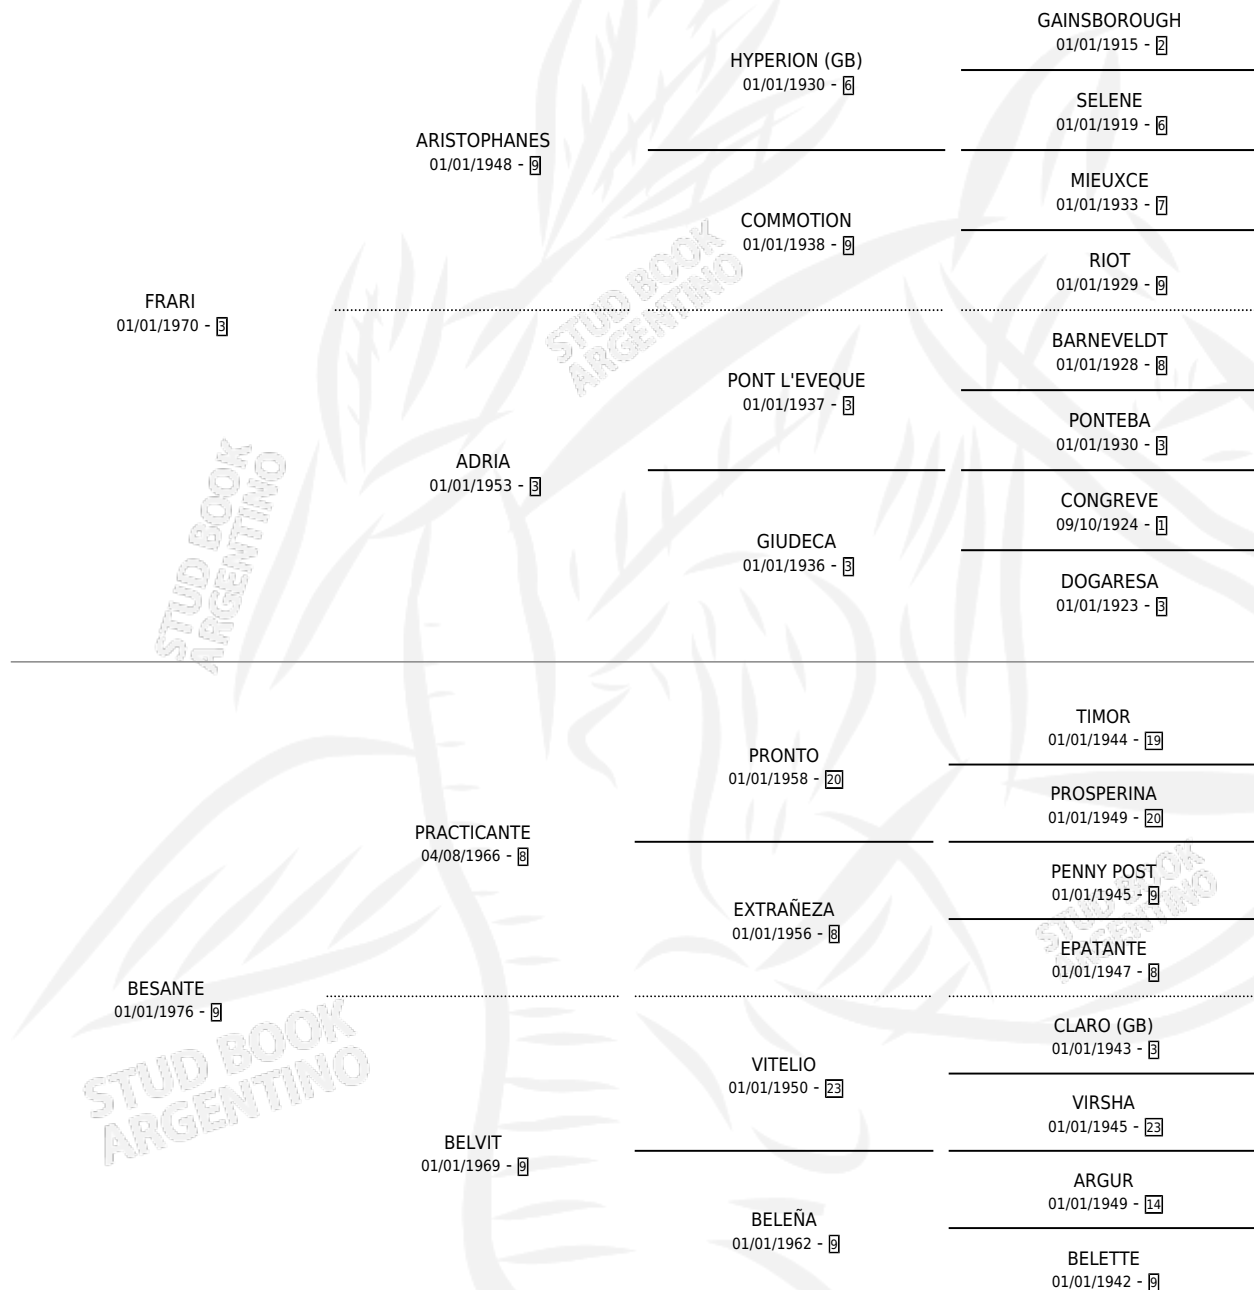 GAINSBOROUGH
01/01/1915 - 2
HYPERION (GB)
01/01/1930 - 6
SELENE
01/01/1919 - 6
ARISTOPHANES
01/01/1948 - 9
MIEUXCE
01/01/1933 - 7
COMMOTION
01/01/1938 - 9
RIOT
01/01/1929 - 9
FRARI
01/01/1970 - 3
BARNEVELDT
01/01/1928 - 8
PONT L'EVEQUE
01/01/1937 - 3
PONTEBA
01/01/1930 - 3
ADRIA
01/01/1953 - 3
CONGREVE
09/10/1924 - 1
GIUDECA
01/01/1936 - 3
DOGARESA
01/01/1923 - 3
STUD BOOK
ARGENTINO
STUD BOOK
ARGENTINO
TIMOR
01/01/1944 - 19
PRONTO
01/01/1958 - 20
PROSPERINA
01/01/1949 - 20
PRACTICANTE
04/08/1966 - 8
PENNY POST
01/01/1945 - 9
EXTRAÑEZA
01/01/1956 - 8
EPATANTE
01/01/1947 - 8
STUD BOOK
ARGENTINO
BESANTE
01/01/1976 - 9
CLARO (GB)
01/01/1943 - 3
VITELIO
01/01/1950 - 23
VIRSHA
01/01/1945 - 23
BELVIT
01/01/1969 - 9
ARGUR
01/01/1949 - 14
BELEÑA
01/01/1962 - 9
BELETTE
01/01/1942 - 9
STUD BOOK
ARGENTINO